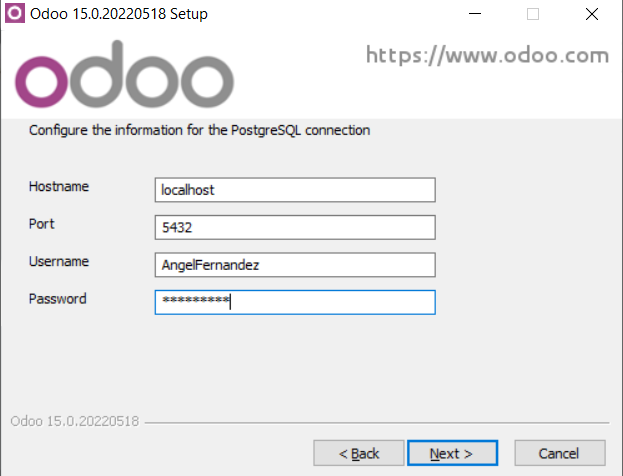 Odoo 15.0.20220518 Setup
odoo
https://www.odoo.com
Configure the information for the PostgreSQL connection
Hostname localhost
Port 5432
Username AngelFernandez
Password *********
Odoo 15.0.20220518
< Back Next > Cancel